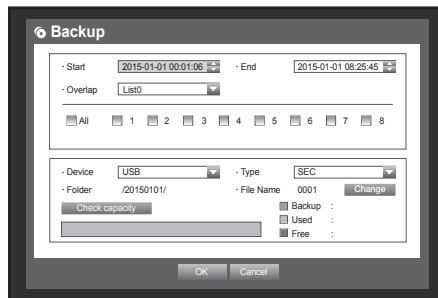 Backup
· Start 2015-01-01 00:01:06 · End 2015-01-01 08:25:45
· Overlap List0
All 1 2 3 4 5 6 7 8
· Device USB · Type SEC
· Folder /20150101/ · File Name 0001 Change
Check capacity Backup :
Used :
Free :
OK Cancel